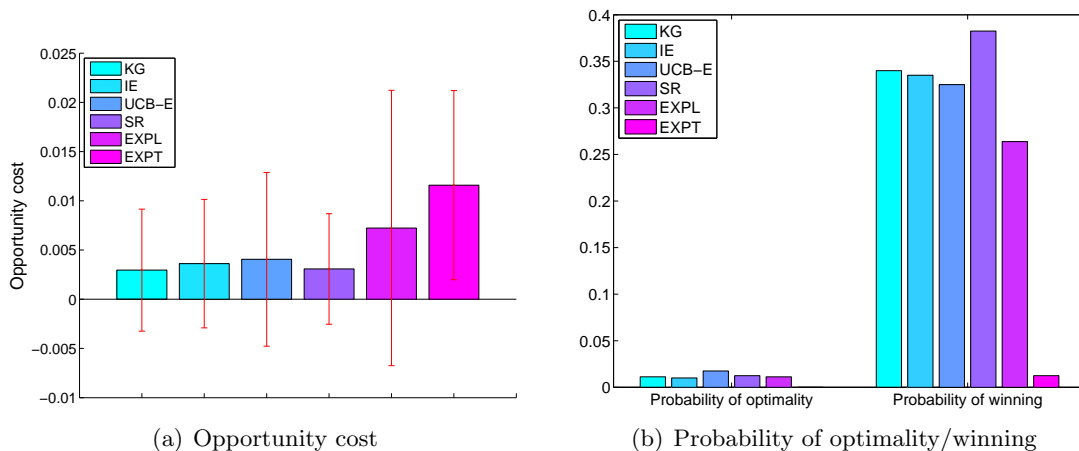 Opportunity cost
0.025
0.02
0.015
0.01
0.005
0
−0.005
−0.01
KG
IE
UCB−E
SR
EXPL
EXPT
(a) Opportunity cost
0.4
0.35
0.3
0.25
0.2
0.15
0.1
0.05
0
KG
IE
UCB−E
SR
EXPL
EXPT
Probability of optimality
Probability of winning
(b) Probability of optimality/winning